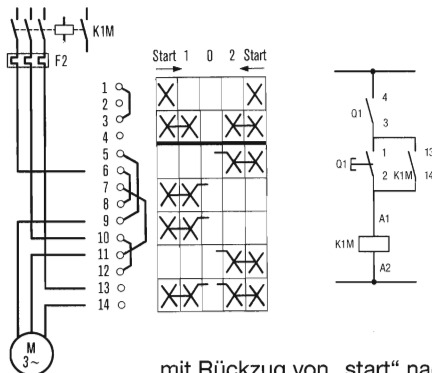 K1M
F2
Start 1 0 2 Start
1
2
3
4
5
6
7
8
9
10
11
12
13
14
M
3~
4
Q1
3
1 13
Q1
2 K1M 14
A1
K1M
A2
mit Rückzug von „start“ na